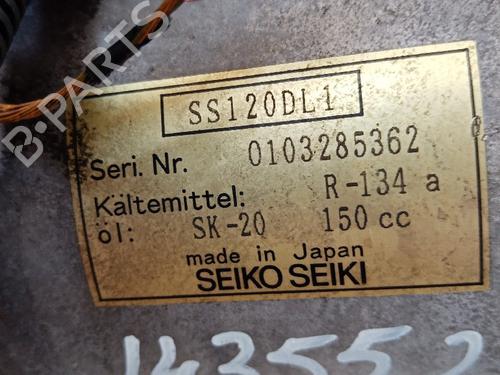 B-PARTS
SS120DL1
Seri. Nr. 0103285362
Kältemittel: R-134 a
öl: SK-20 150 cc
made in Japan
SEIKO SEIKI
143552